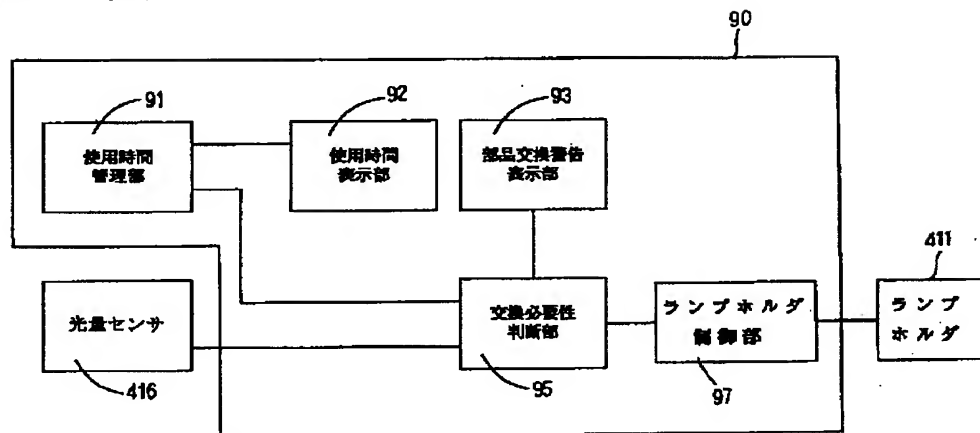 90
91
92
93
使用時間
管理部
使用時間
表示部
部品交換警告
表示部
411
光量センサ
交換必要性
判断部
ランプホルダ
制御部
ランプ
ホルダ
416
95
97